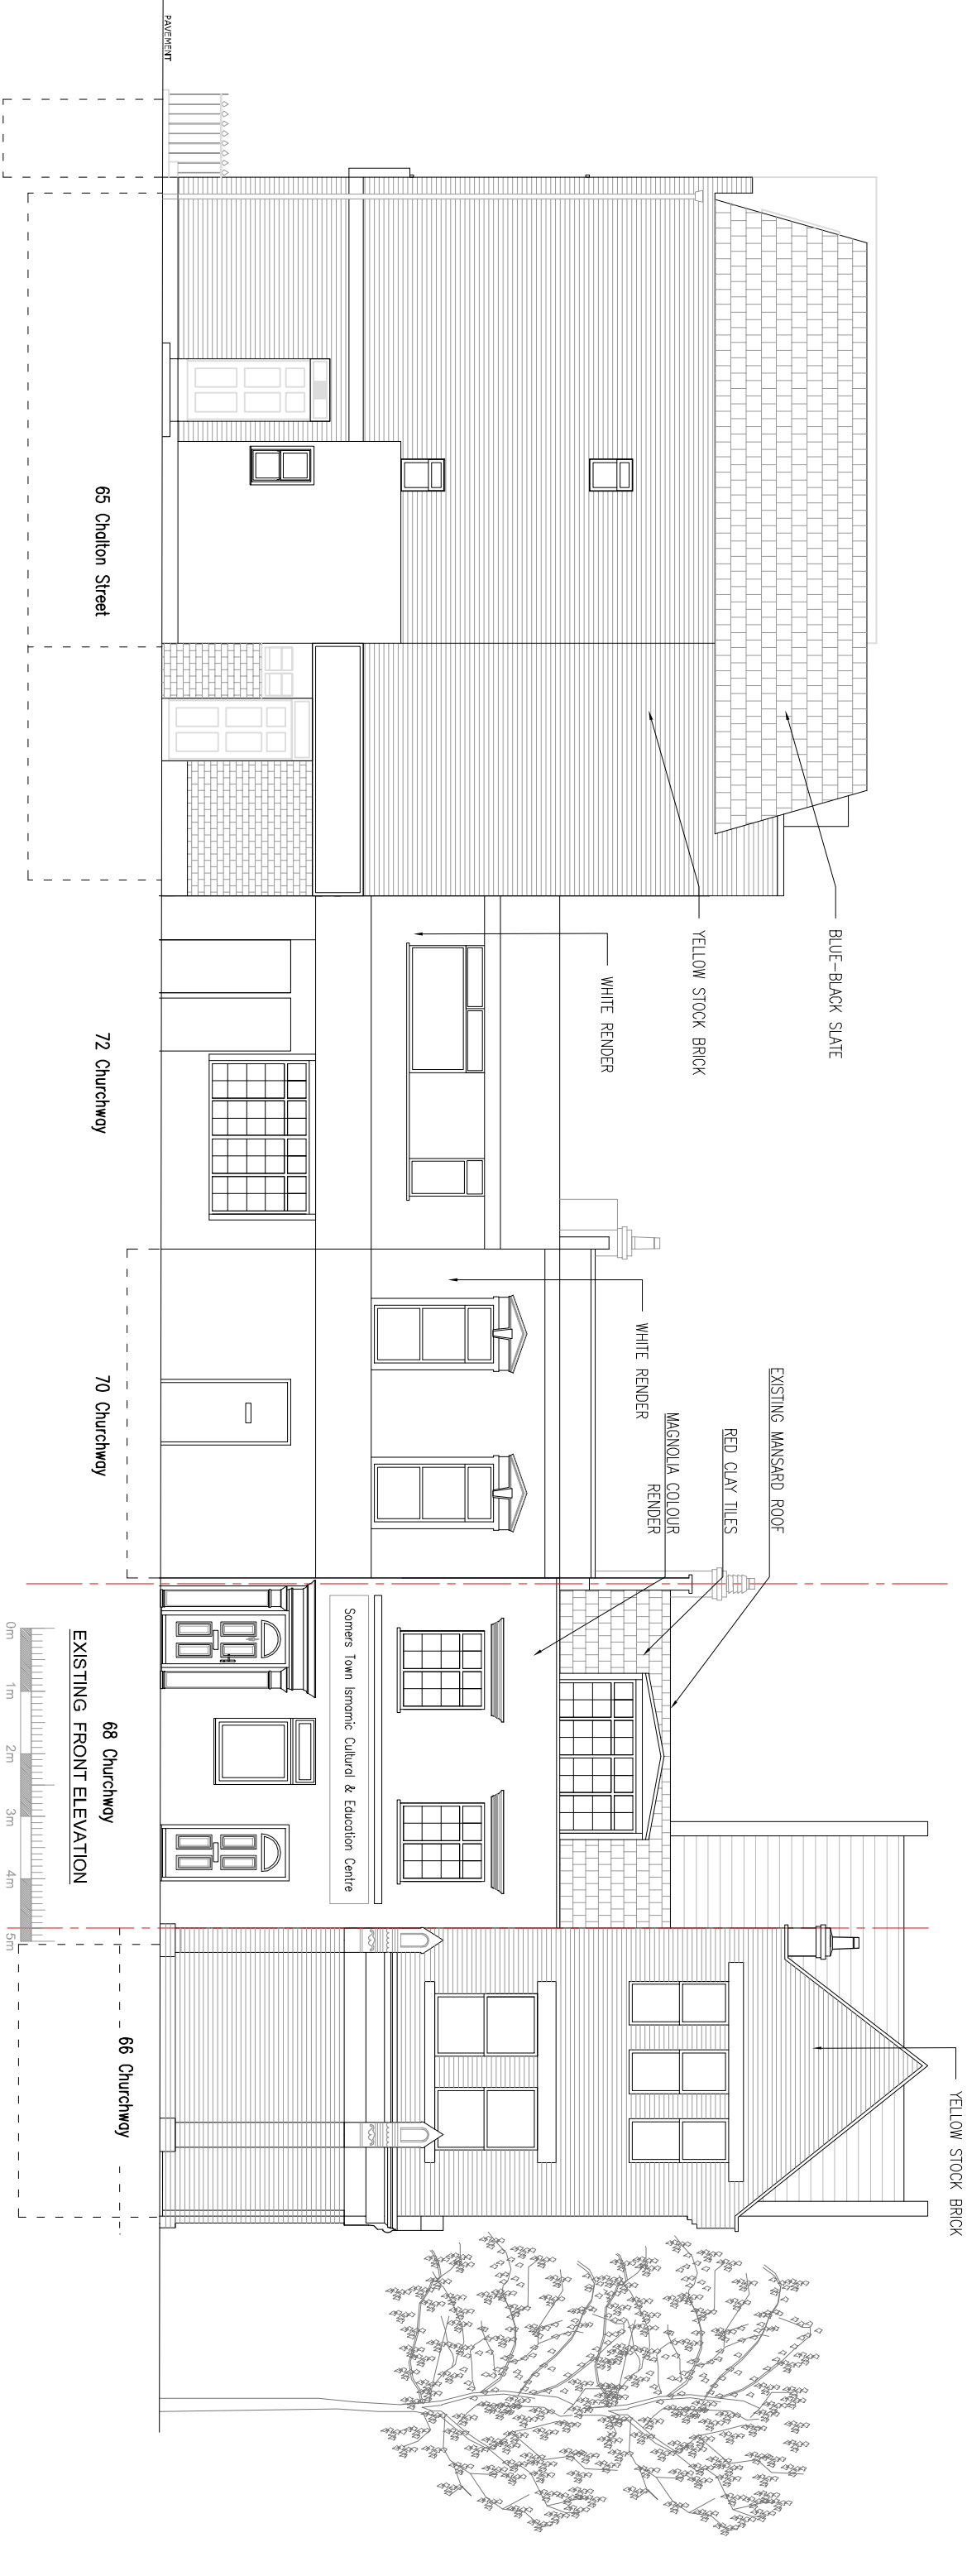 YELLOW STOCK BRICK
BLUE-BLACK SLATE
EXISTING MANSARD ROOF
RED CLAY TILES
YELLOW STOCK BRICK
MAGNOLIA COLOUR
RENDER
WHITE RENDER
WHITE RENDER
Somers Town Ismamic Cultural & Education Centre
PAVEMENT
65 Chalton Street
72 Churchway
70 Churchway
68 Churchway
66 Churchway
EXISTING FRONT ELEVATION
0m 1m 2m 3m 4m 5m